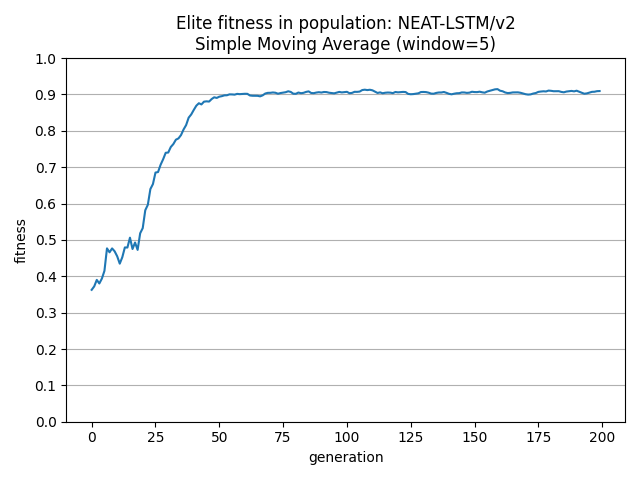 Elite fitness in population: NEAT-LSTM/v2
Simple Moving Average (window=5)
1.0
0.9
0.8
0.7
0.6
0.5
0.4
0.3
0.2
0.1
0.0
fitness
0 25 50 75 100 125 150 175 200
generation